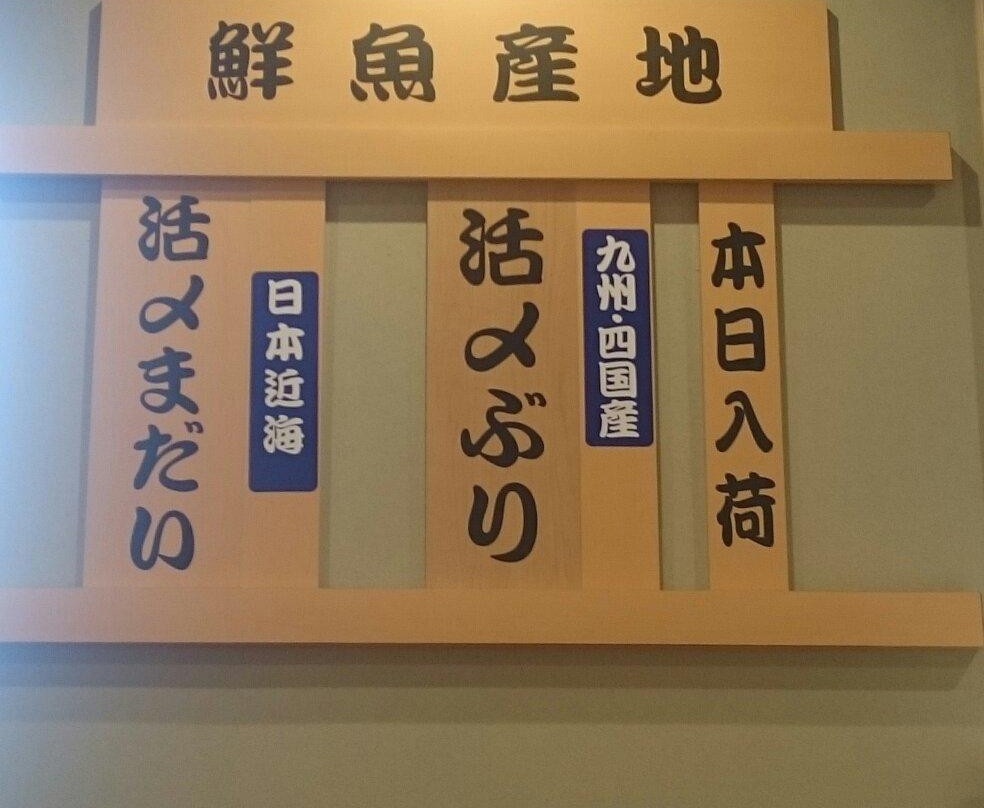 鮮魚産地
本日入荷
九州・四国産
活〆ぶり
日本近海
活〆まだい